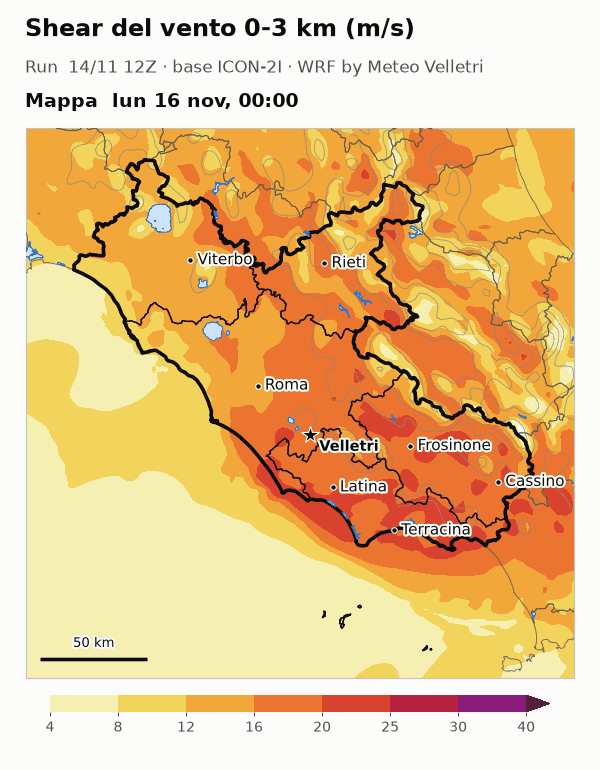 Shear del vento 0-3 km (m/s)
Run  14/11 12Z · base ICON-2I · WRF by Meteo Velletri
Mappa  lun 16 nov, 00:00
Viterbo
Rieti
Roma
Velletri
Frosinone
Latina
Cassino
Terracina
50 km
4 8 12 16 20 25 30 40